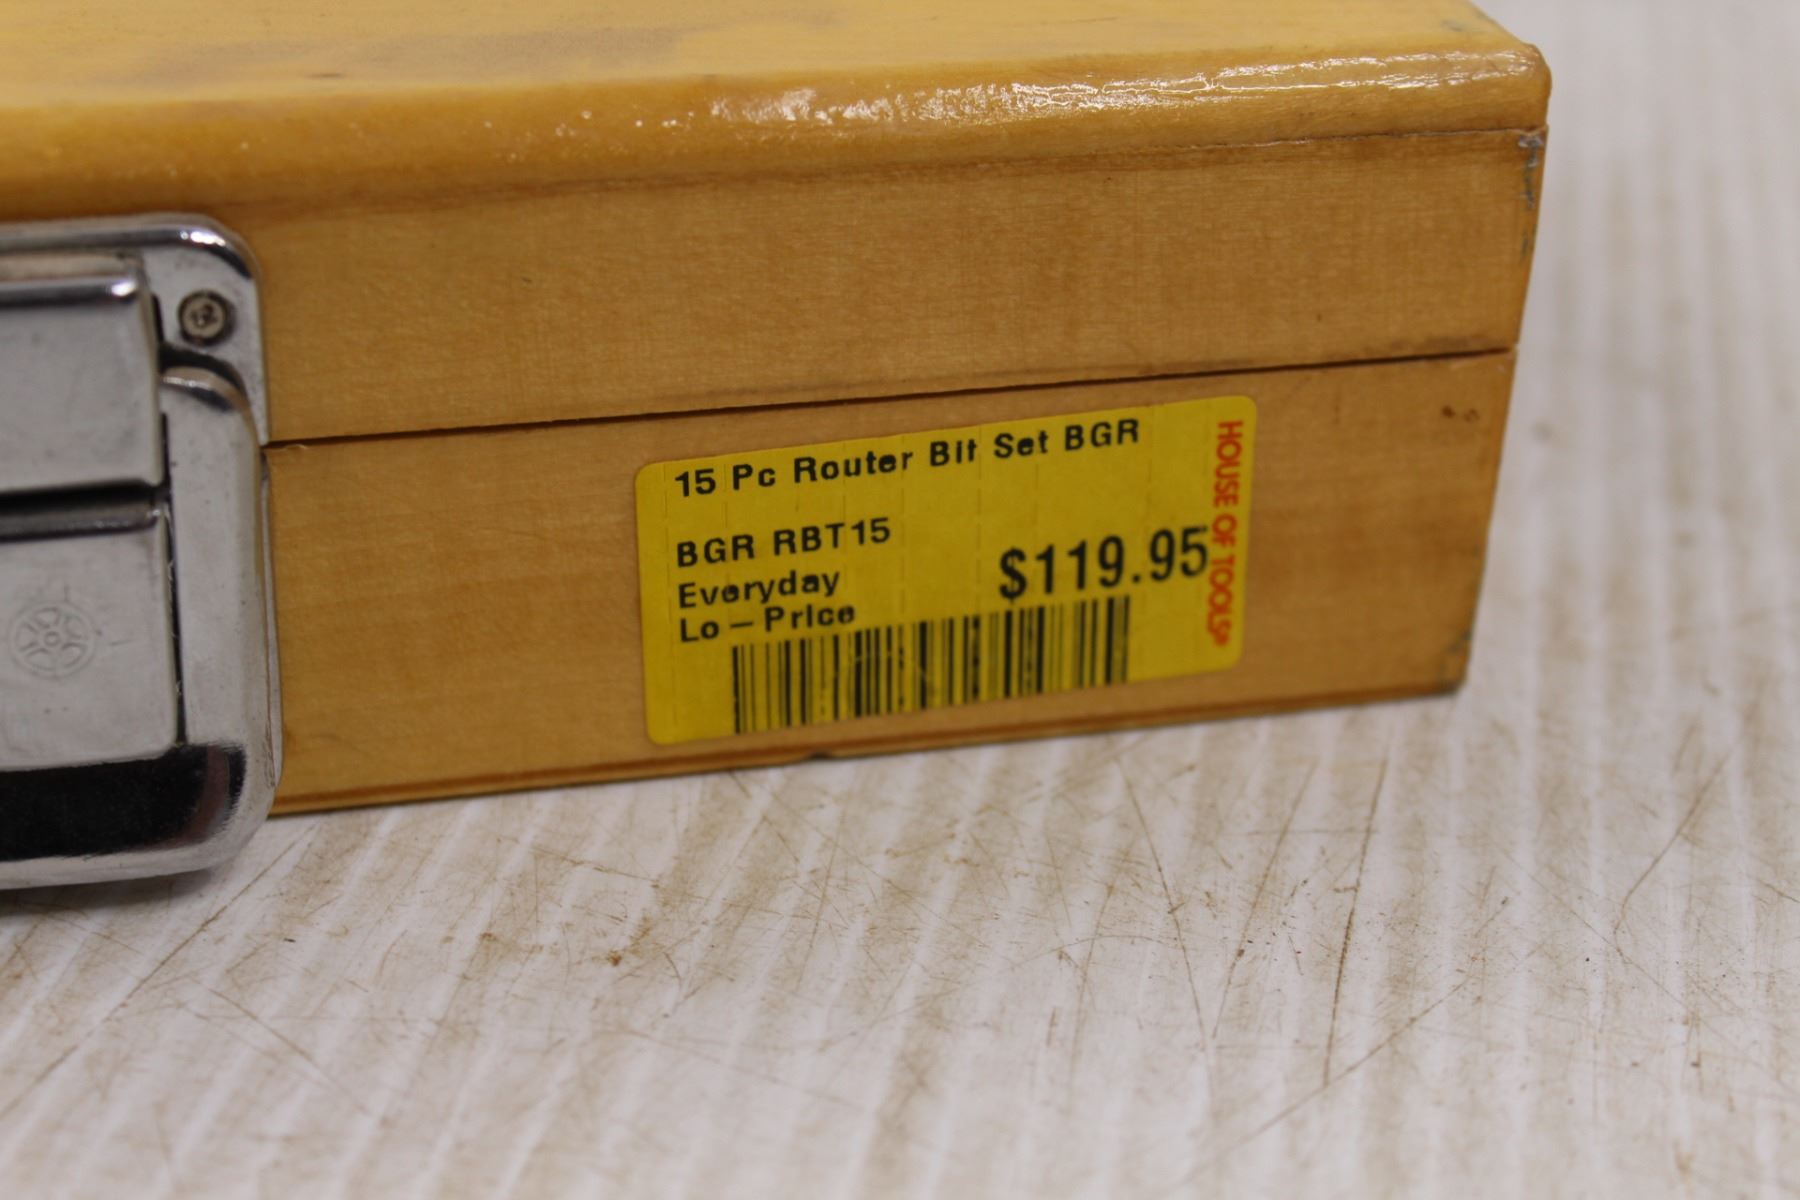 15 Pc Router Bit Set BGR
BGR RBT15
Everyday
Lo-Price
$119.95
HOUSE OF TOOLS